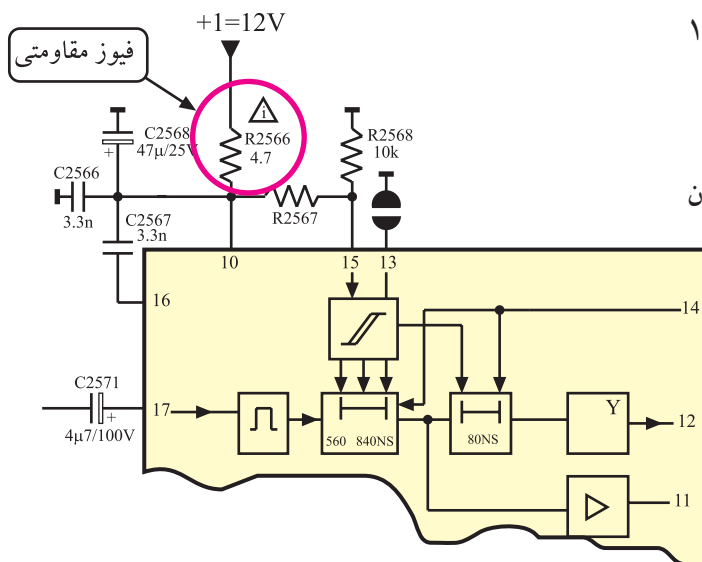 +1=12V
۱
فیوز مقاومتی
i
C2568
47µ/25V
+
R2566
4.7
R2568
10k
C2566
3.3n
C2567
3.3n
R2567
ن
10
15
13
16
14
C2571
+
4µ7/100V
17
560 840NS
80NS
Y
12
11